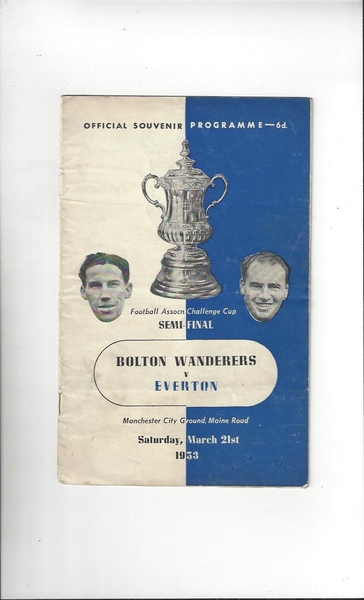 OFFICIAL SOUVENIR PROGRAMME—6d.
Football Assocn. Challenge Cup
SEMI-FINAL
BOLTON WANDERERS
v
EVERTON
Manchester City Ground, Maine Road
Saturday, March 21st
1953